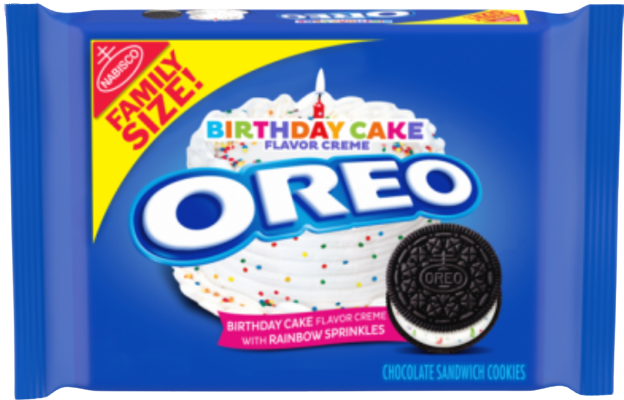 OREO
NABISCO
FAMILY
SIZE!
BIRTHDAY CAKE
FLAVOR CREME
OREO
OREO
BIRTHDAY CAKE FLAVOR CREME
WITH RAINBOW SPRINKLES
CHOCOLATE SANDWICH COOKIES